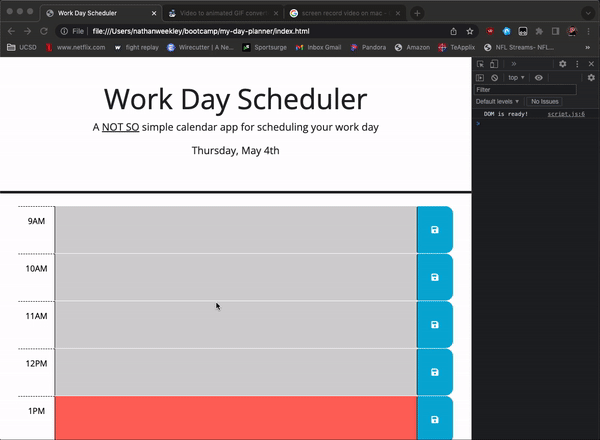 Work Day Scheduler
Video to animated GIF conver
screen record video on mac -
File | file:///Users/nathanweekley/bootcamp/my-day-planner/index.html
UCSD
www.netflix.com
fight replay
Wirecutter | A Ne...
Sportsurge
Inbox Gmail
Pandora
Amazon
TeApplix
NFL Streams- NFL...
top
Filter
Default levels
No Issues
DOM is ready! script.js:6
>
Work Day Scheduler
A NOT SO simple calendar app for scheduling your work day
Thursday, May 4th
9AM
10AM
11AM
12PM
1PM